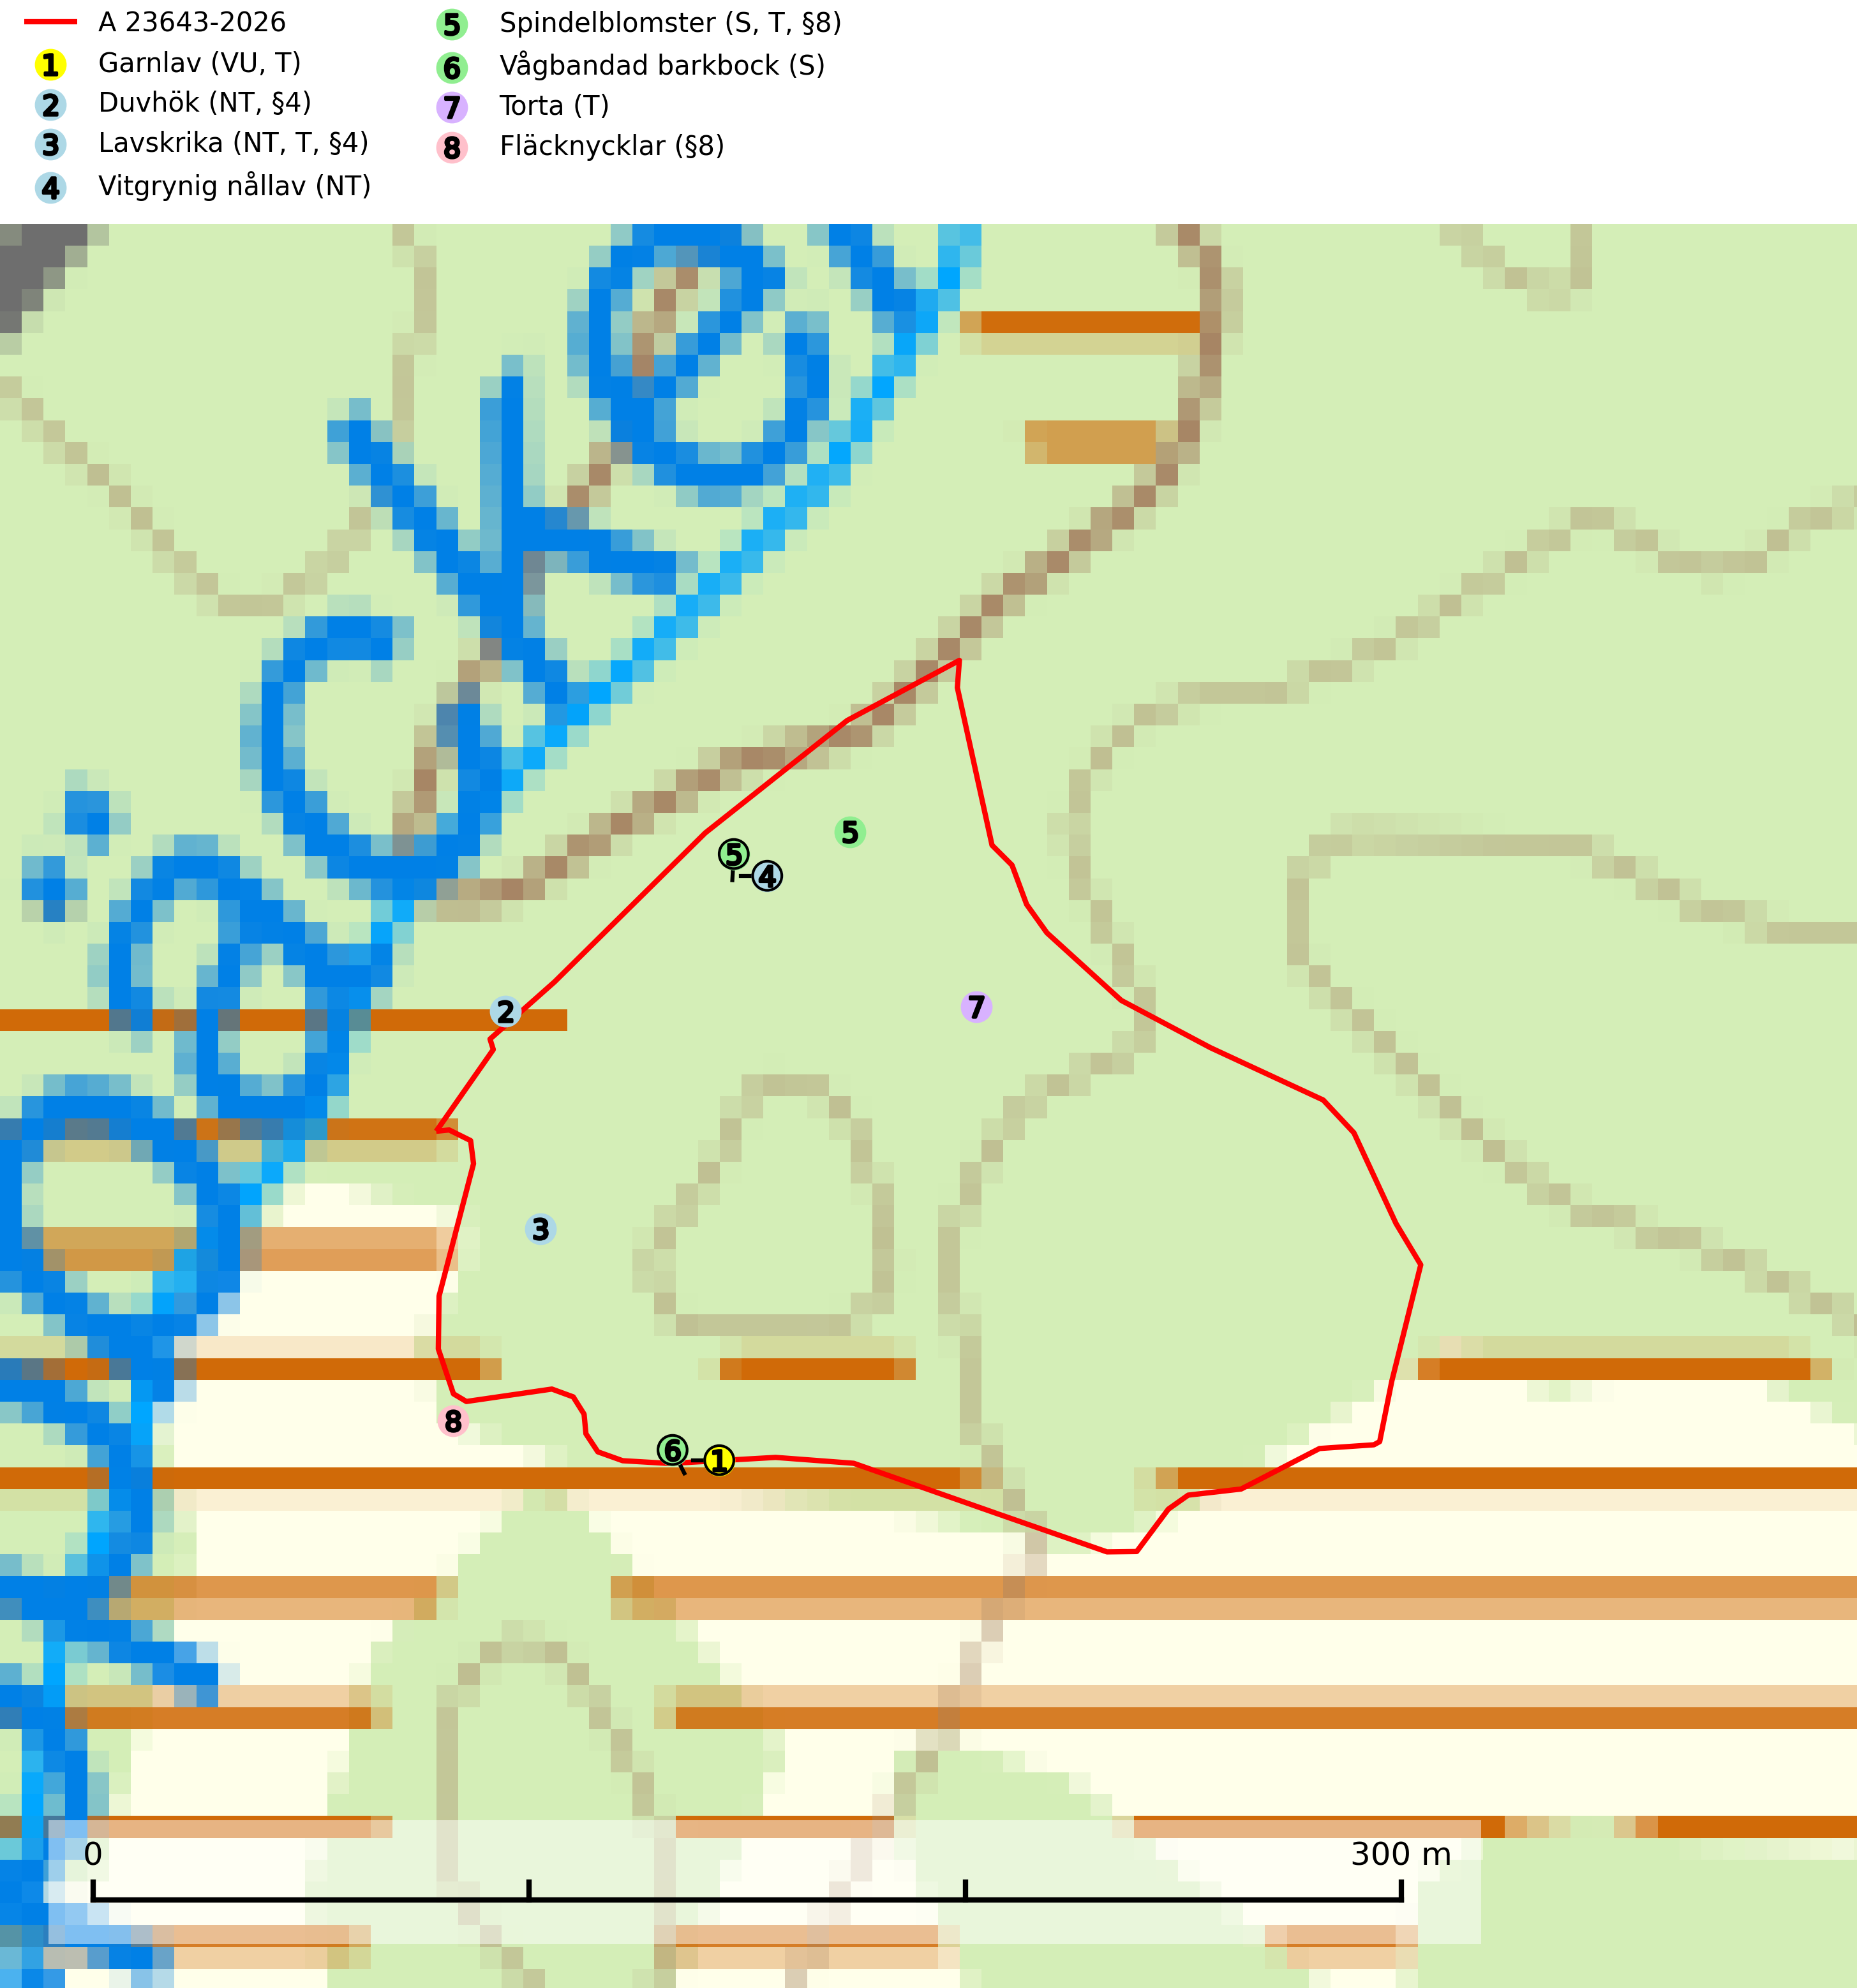 A 23643-2026
1 Garnlav (VU, T)
2 Duvhök (NT, §4)
3 Lavskrika (NT, T, §4)
4 Vitgrynig nållav (NT)
5 Spindelblomster (S, T, §8)
6 Vågbandad barkbock (S)
7 Torta (T)
8 Fläcknycklar (§8)
5
5
4
2
7
3
8
6
1
0
300 m